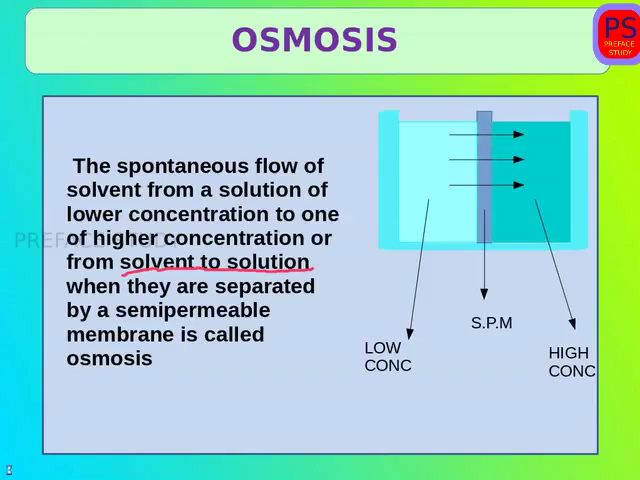 OSMOSIS
PS
PREFACE
STUDY
The spontaneous flow of
solvent from a solution of
lower concentration to one
of higher concentration or
from solvent to solution
when they are separated
by a semipermeable
membrane is called
osmosis
PREFACE STUDY
S.P.M
LOW
CONC
HIGH
CONC